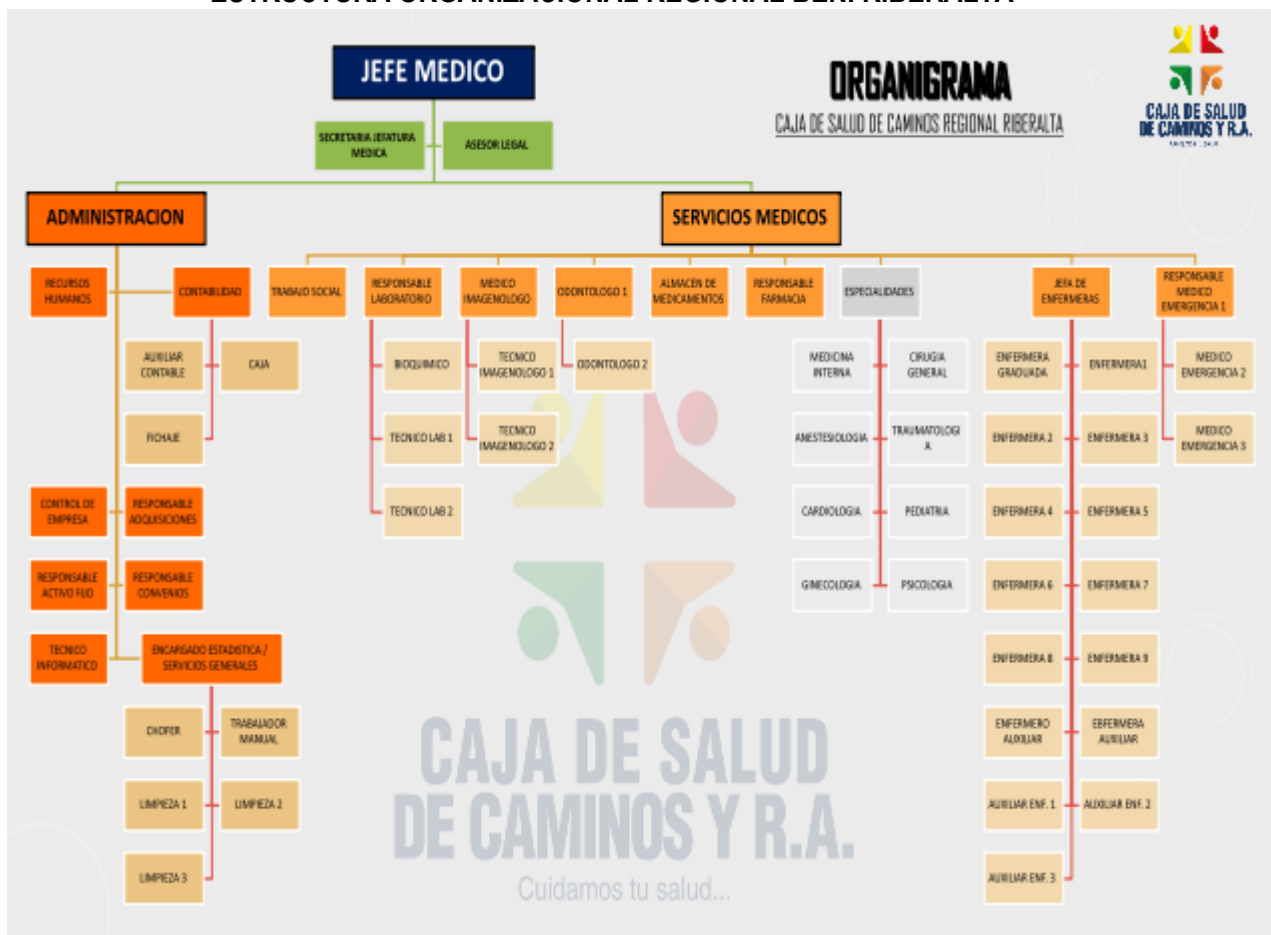 ESTRUCTURA ORGANIZACIONAL REGIONAL BENI RIBERALTA
JEFE MEDICO
ORGANIGRAMA
CAJA DE SALUD DE CAMINOS REGIONAL RIBERALTA
CAJA DE SALUD
DE CAMINOS Y R.A.
SECRETARIA JEFATURA
MEDICA
ASESOR LEGAL
ADMINISTRACION
SERVICIOS MEDICOS
RECURSOS
HUMANOS
CONTABILIDAD
TRABAJO SOCIAL
RESPONSABLE
LABORATORIO
MEDICO
IMAGENOLOGO
ODONTOLOGO 1
ALMACEN DE
MEDICAMENTOS
RESPONSABLE
FARMACIA
ESPECIALIDADES
JEFA DE
ENFERMERAS
RESPONSABLE
MEDICO
EMERGENCIA 1
AUXILIAR
CONTABLE
CAJA
BIOQUIMICO
TECNICO
IMAGENOLOGO 1
ODONTOLOGO 2
MEDICINA
INTERNA
CIRUGIA
GENERAL
ENFERMERA
GRADUADA
ENFERMERA1
MEDICO
EMERGENCIA 2
FICHAJE
TECNICO LAB 1
TECNICO
IMAGENOLOGO 2
ANESTESIOLOGIA
TRAUMATOLOGI
A
ENFERMERA 2
ENFERMERA 3
MEDICO
EMERGENCIA 3
CONTROL DE
EMPRESA
RESPONSABLE
ADQUISICIONES
TECNICO LAB 2
CARDIOLOGIA
PEDIATRIA
ENFERMERA 4
ENFERMERA 5
RESPONSABLE
ACTIVO FIJO
RESPONSABLE
CONVENIOS
GINECOLOGIA
PSICOLOGIA
ENFERMERA 6
ENFERMERA 7
TECNICO
INFORMATICO
ENCARGADO ESTADISTICA /
SERVICIOS GENERALES
ENFERMERA 8
ENFERMERA 9
CHOFER
TRABAJADOR
MANUAL
ENFERMERO
AUXILIAR
EBFERMERA
AUXILIAR
LIMPIEZA 1
LIMPIEZA 2
AUXILIAR ENF. 1
AUXILIAR ENF. 2
LIMPIEZA 3
AUXILIAR ENF. 3
CAJA DE SALUD
DE CAMINOS Y R.A.
Cuidamos tu salud...